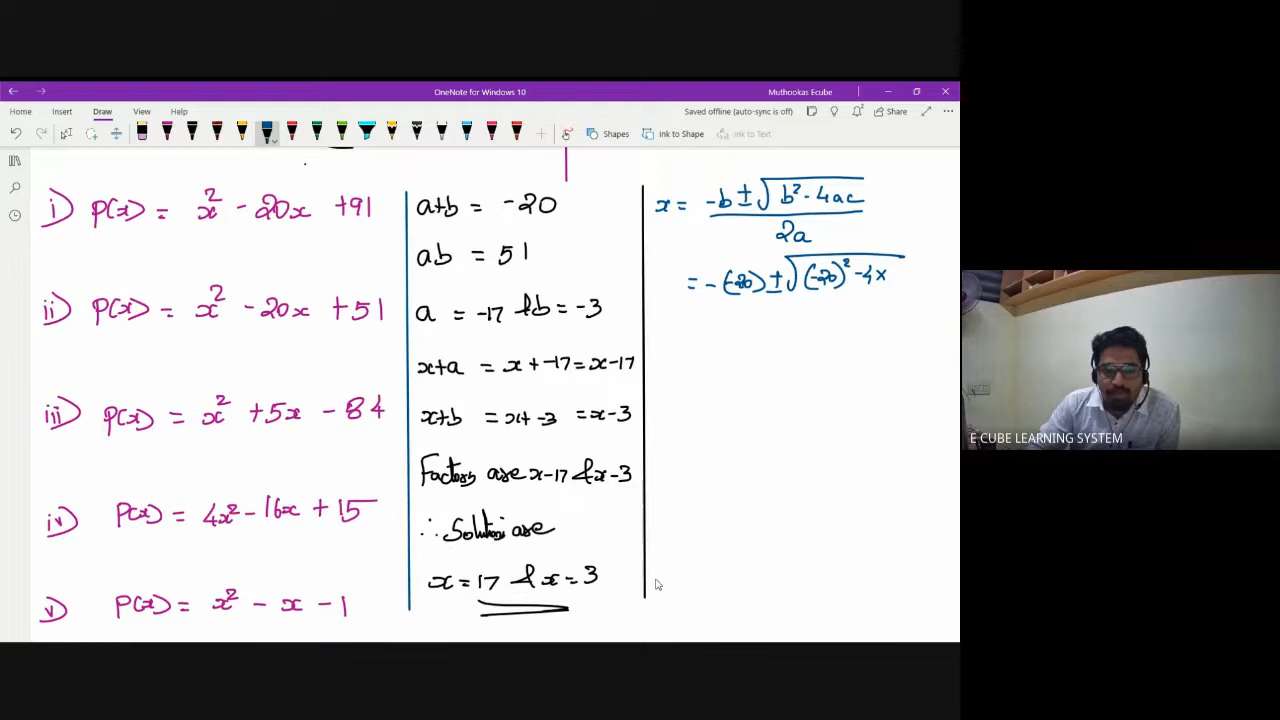 OneNote for Windows 10
Muthookas Ecube
Home Insert Draw View Help
Saved offline (auto-sync is off)
Share
Shapes
Ink to Shape
Ink to Text
i) P(x) = x² - 20x + 91
ii) P(x) = x² - 20x + 51
iii) P(x) = x² + 5x - 84
iv) P(x) = 4x² - 16x + 15
v) P(x) = x² - x - 1
a+b = -20
ab = 51
a = -17 & b = -3
x+a = x + -17 = x-17
x+b = x+ -3 = x-3
Factors are x-17 & x-3
∴ Solution are
x = 17 & x = 3
x = -b ± √b² - 4ac
2a
= -(-20) ± √(-20)² - 4×
E CUBE LEARNING SYSTEM